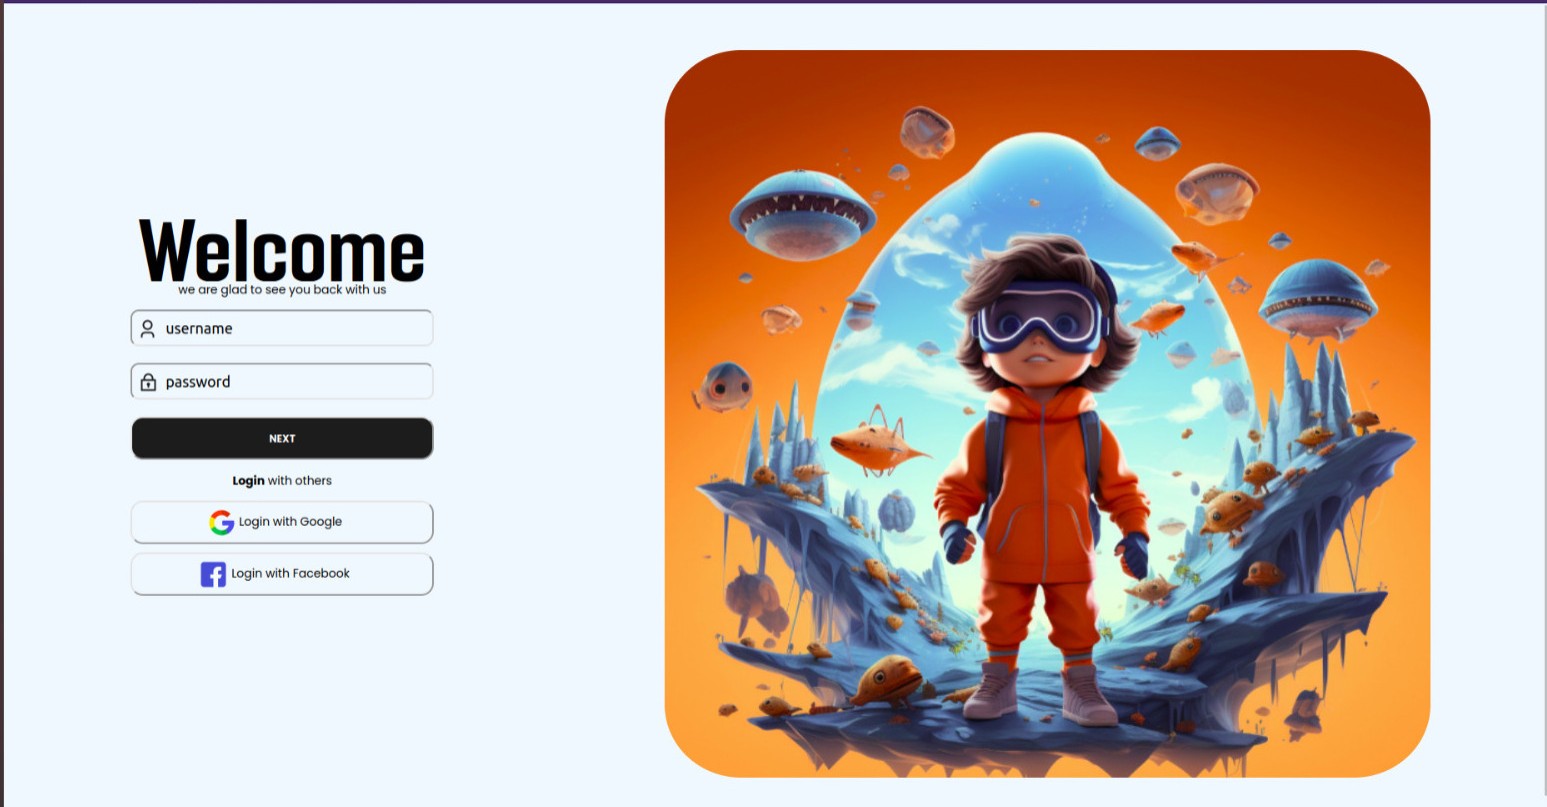 Welcome
we are glad to see you back with us
username
password
NEXT
Login with others
Login with Google
Login with Facebook